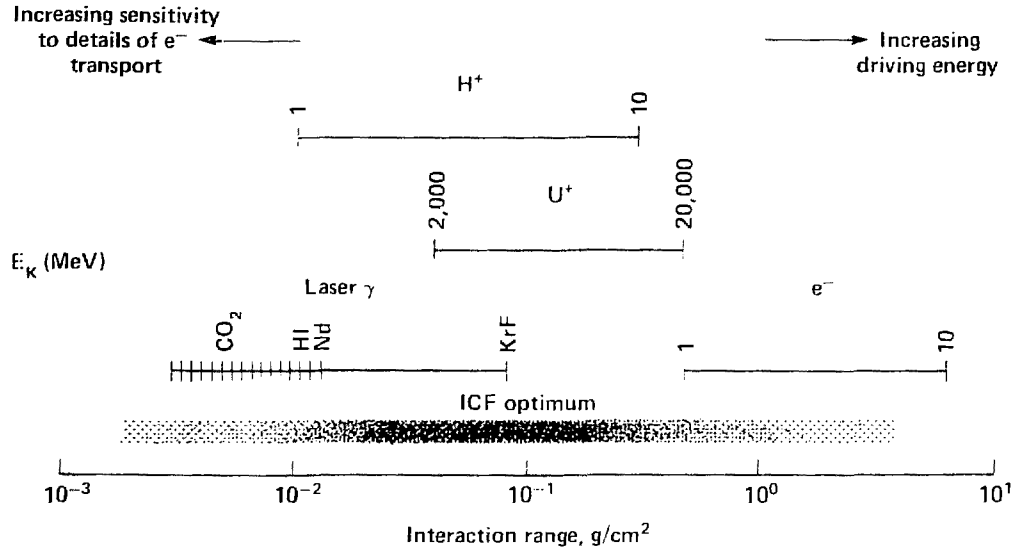 Increasing sensitivity
to details of e⁻
transport
Increasing
driving energy
H⁺
1
10
U⁺
2,000
20,000
E_K (MeV)
Laser γ
e⁻
CO₂
HI
Nd
KrF
1
10
ICF optimum
10⁻³
10⁻²
10⁻¹
10⁰
10¹
Interaction range, g/cm²